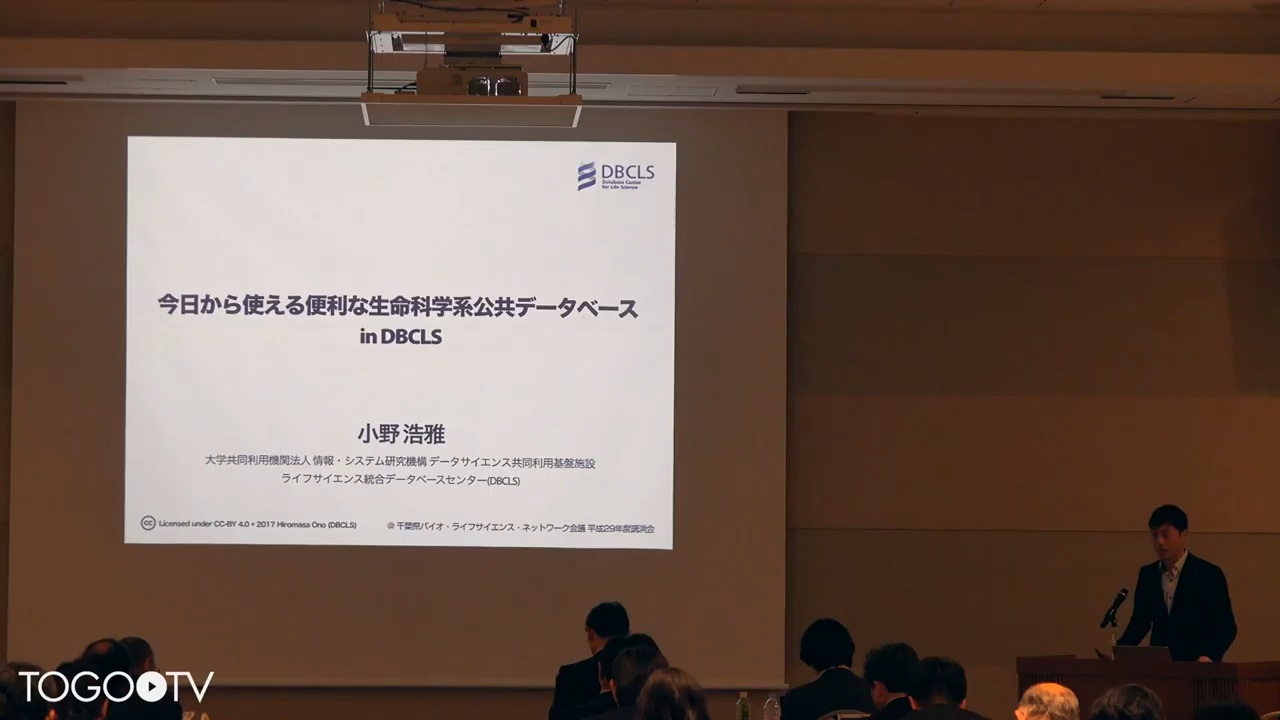 DBCLS
Database Center
for Life Science
今日から使える便利な生命科学系公共データベース
in DBCLS
小野 浩雅
大学共同利用機関法人 情報・システム研究機構 データサイエンス共同利用基盤施設
ライフサイエンス統合データベースセンター(DBCLS)
cc Licensed under CC-BY 4.0 © 2017 Hiromasa Ono (DBCLS)
@ 千葉県バイオ・ライフサイエンス・ネットワーク会議 平成29年度講演会
TOGOTV